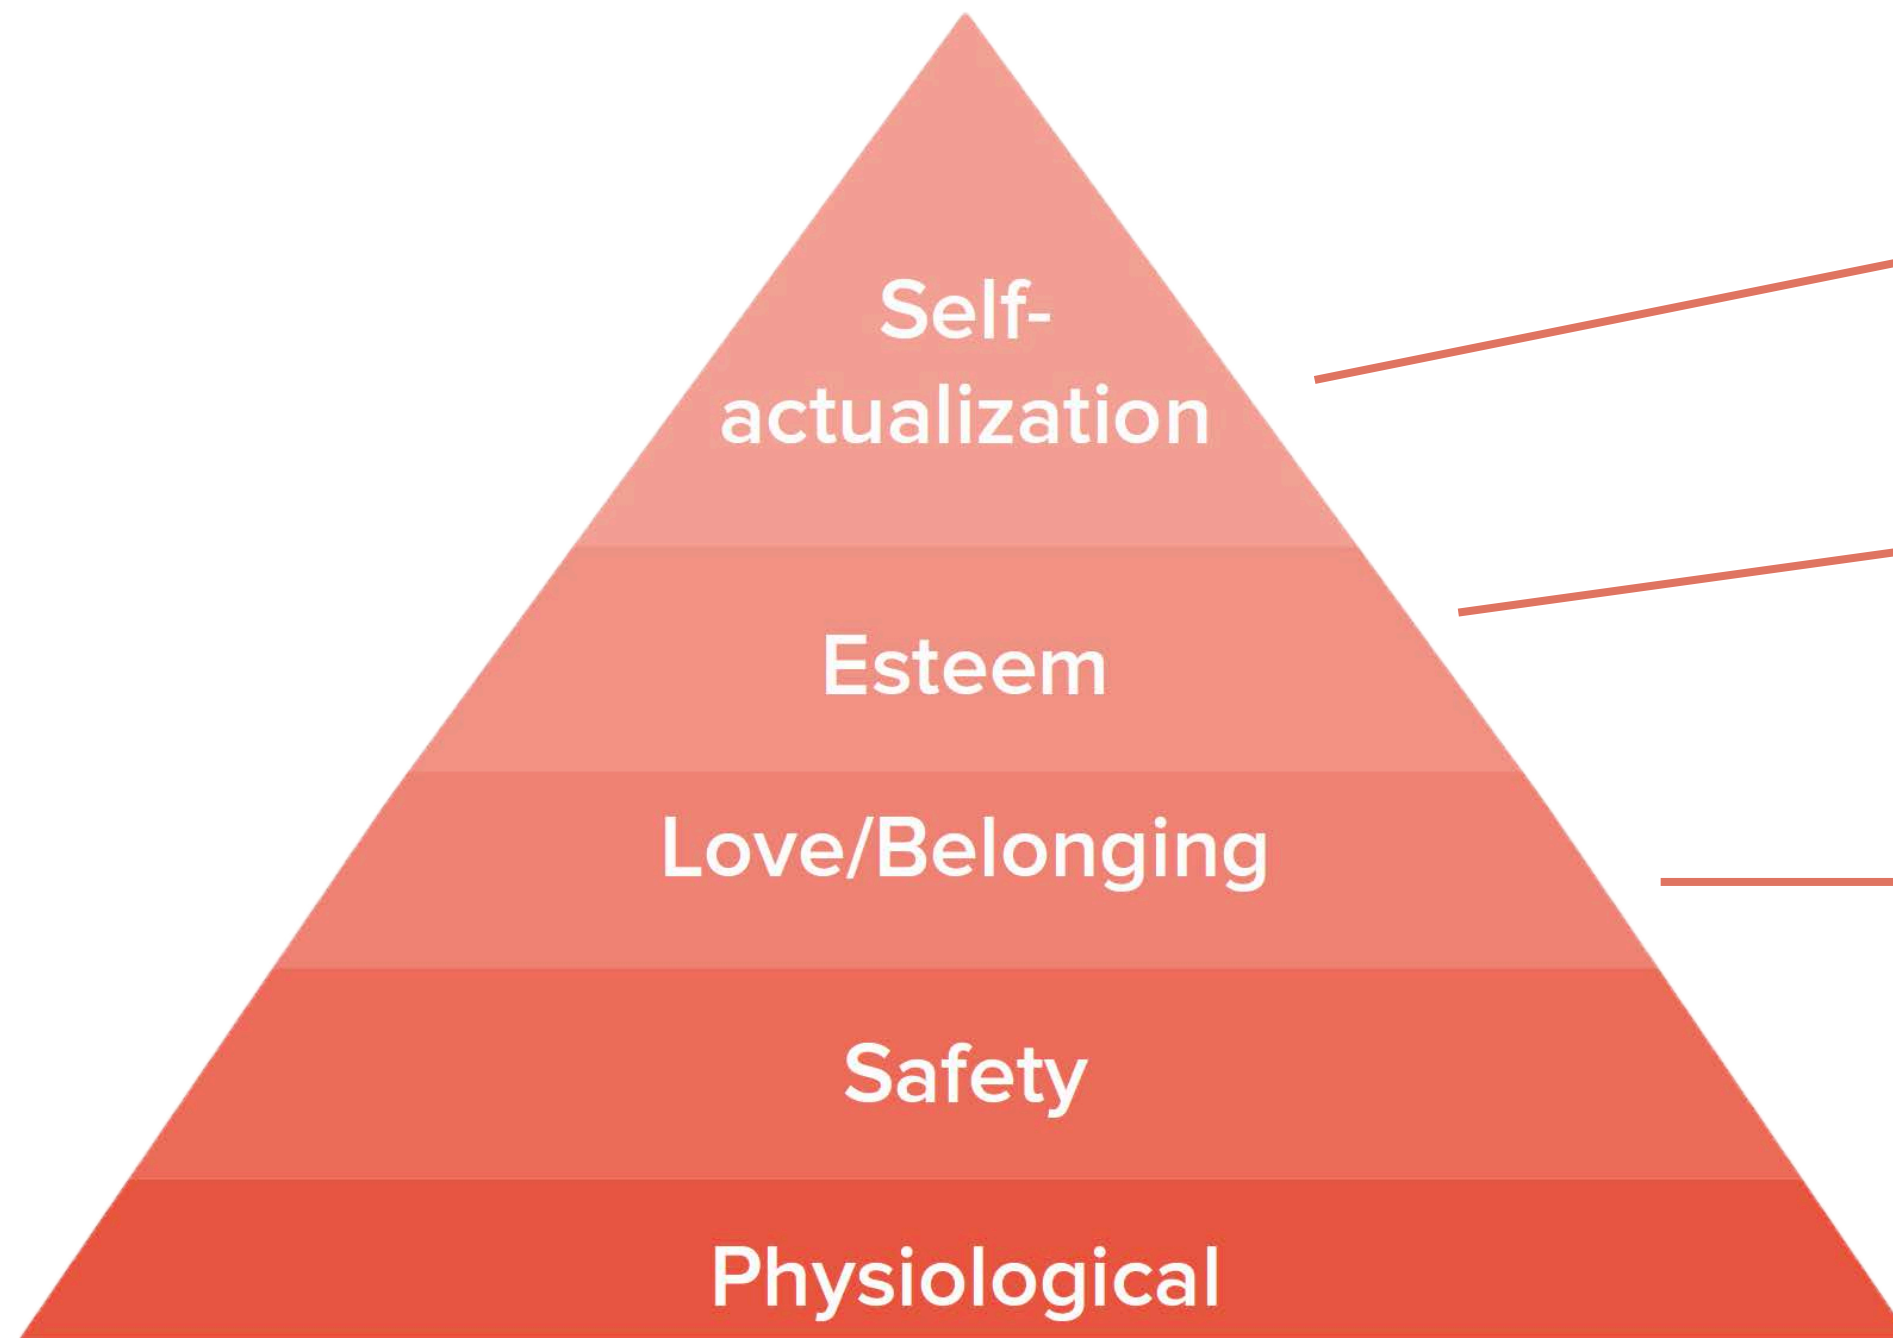 Self-
actualization
Esteem
Love/Belonging
Safety
Physiological